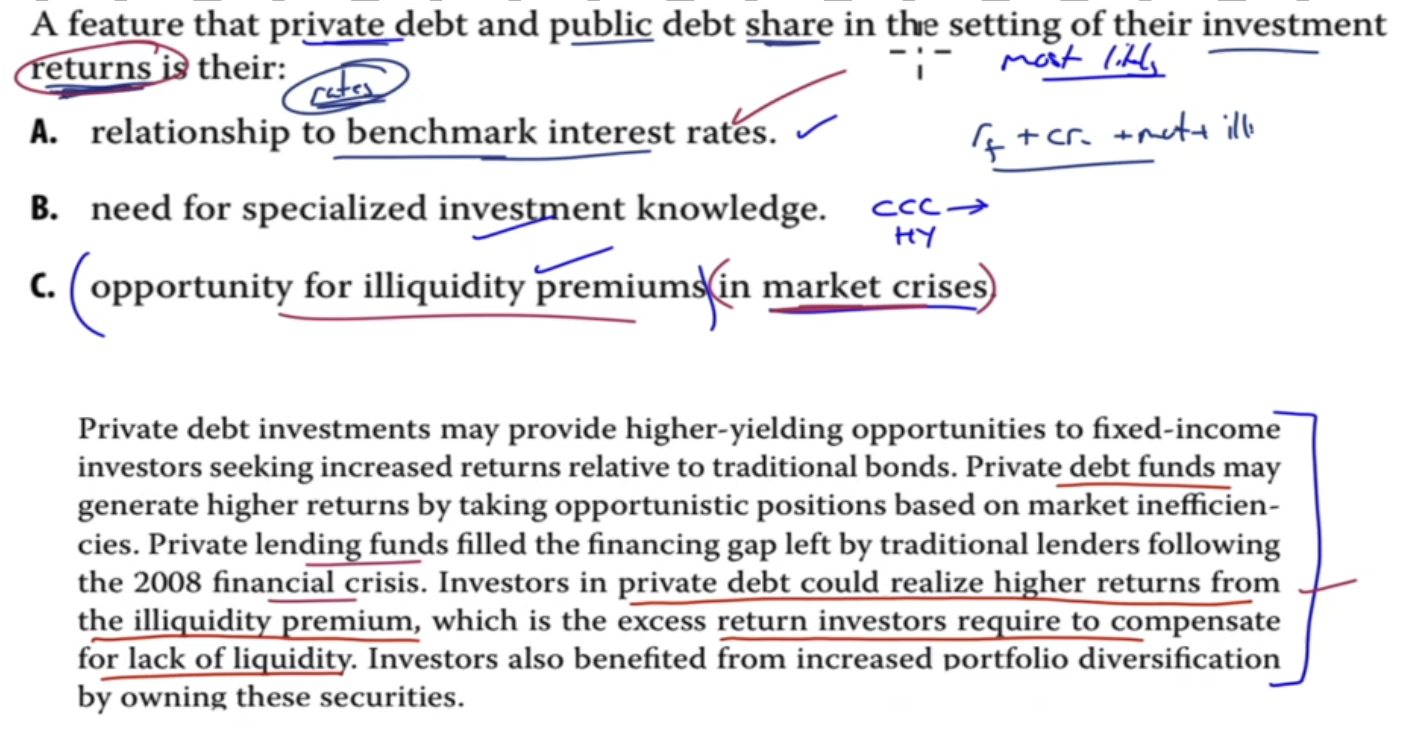 A feature that private debt and public debt share in the setting of their investment
returns is their:
most likly
rates
A. relationship to benchmark interest rates.
rf + cr. + mat + illi
B. need for specialized investment knowledge.
CCC →
HY
C. (opportunity for illiquidity premiums)(in market crises)
Private debt investments may provide higher-yielding opportunities to fixed-income
investors seeking increased returns relative to traditional bonds. Private debt funds may
generate higher returns by taking opportunistic positions based on market inefficien-
cies. Private lending funds filled the financing gap left by traditional lenders following
the 2008 financial crisis. Investors in private debt could realize higher returns from
the illiquidity premium, which is the excess return investors require to compensate
for lack of liquidity. Investors also benefited from increased portfolio diversification
by owning these securities.